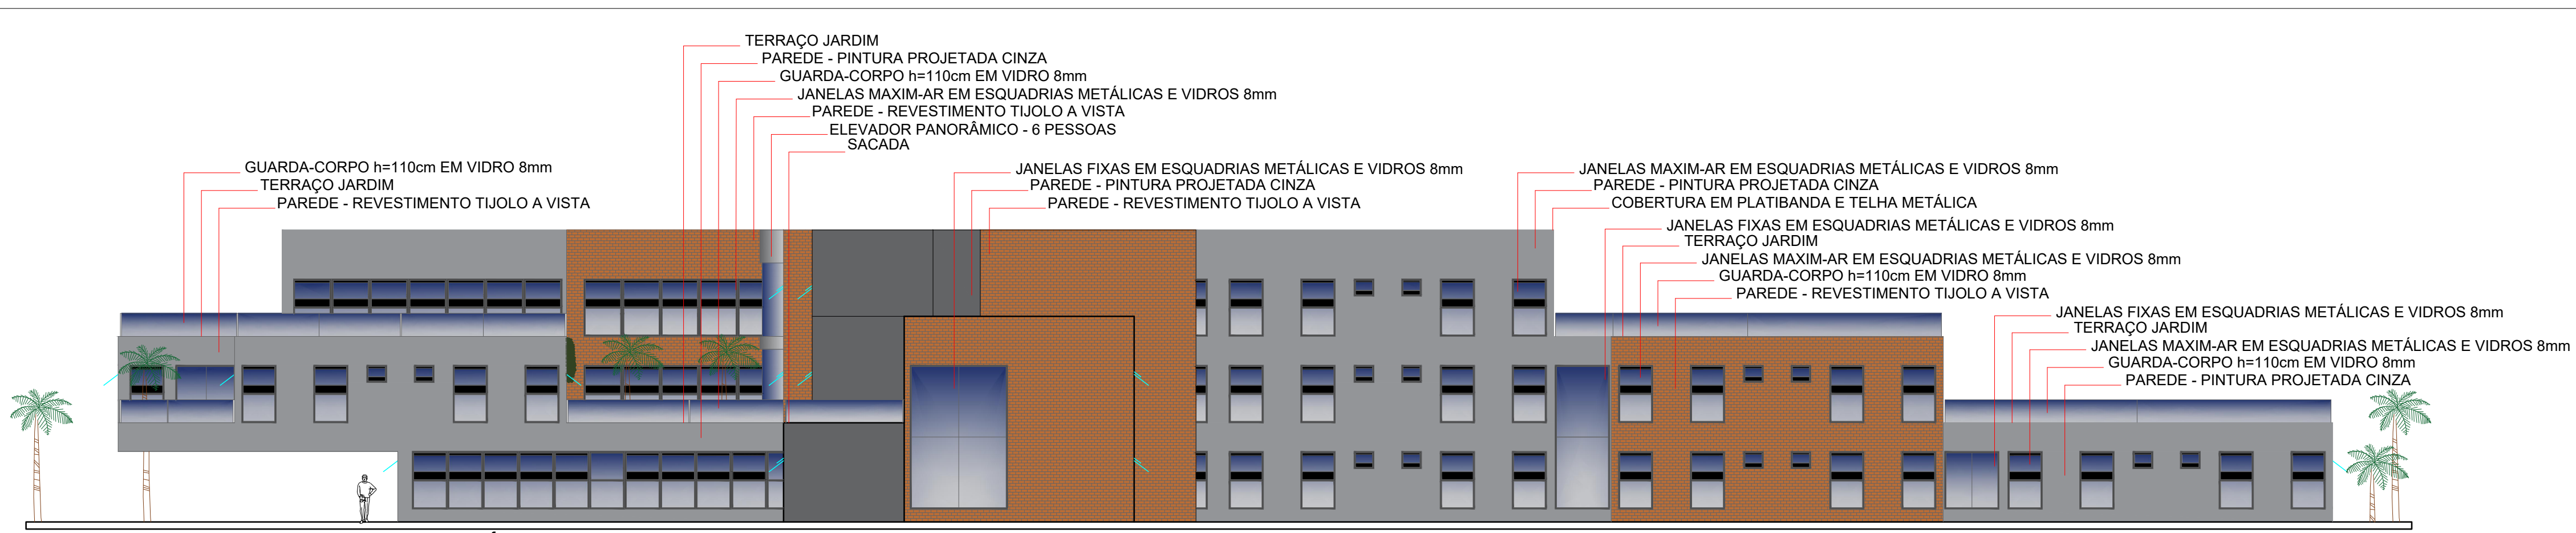 TERRAÇO JARDIM
PAREDE - PINTURA PROJETADA CINZA
GUARDA-CORPO h=110cm EM VIDRO 8mm
JANELAS MAXIM-AR EM ESQUADRIAS METÁLICAS E VIDROS 8mm
PAREDE - REVESTIMENTO TIJOLO A VISTA
ELEVADOR PANORÂMICO - 6 PESSOAS
SACADA
GUARDA-CORPO h=110cm EM VIDRO 8mm
TERRAÇO JARDIM
PAREDE - REVESTIMENTO TIJOLO A VISTA
JANELAS FIXAS EM ESQUADRIAS METÁLICAS E VIDROS 8mm
PAREDE - PINTURA PROJETADA CINZA
PAREDE - REVESTIMENTO TIJOLO A VISTA
JANELAS MAXIM-AR EM ESQUADRIAS METÁLICAS E VIDROS 8mm
PAREDE - PINTURA PROJETADA CINZA
COBERTURA EM PLATIBANDA E TELHA METÁLICA
JANELAS FIXAS EM ESQUADRIAS METÁLICAS E VIDROS 8mm
TERRAÇO JARDIM
JANELAS MAXIM-AR EM ESQUADRIAS METÁLICAS E VIDROS 8mm
GUARDA-CORPO h=110cm EM VIDRO 8mm
PAREDE - REVESTIMENTO TIJOLO A VISTA
JANELAS FIXAS EM ESQUADRIAS METÁLICAS E VIDROS 8mm
TERRAÇO JARDIM
JANELAS MAXIM-AR EM ESQUADRIAS METÁLICAS E VIDROS 8mm
GUARDA-CORPO h=110cm EM VIDRO 8mm
PAREDE - PINTURA PROJETADA CINZA